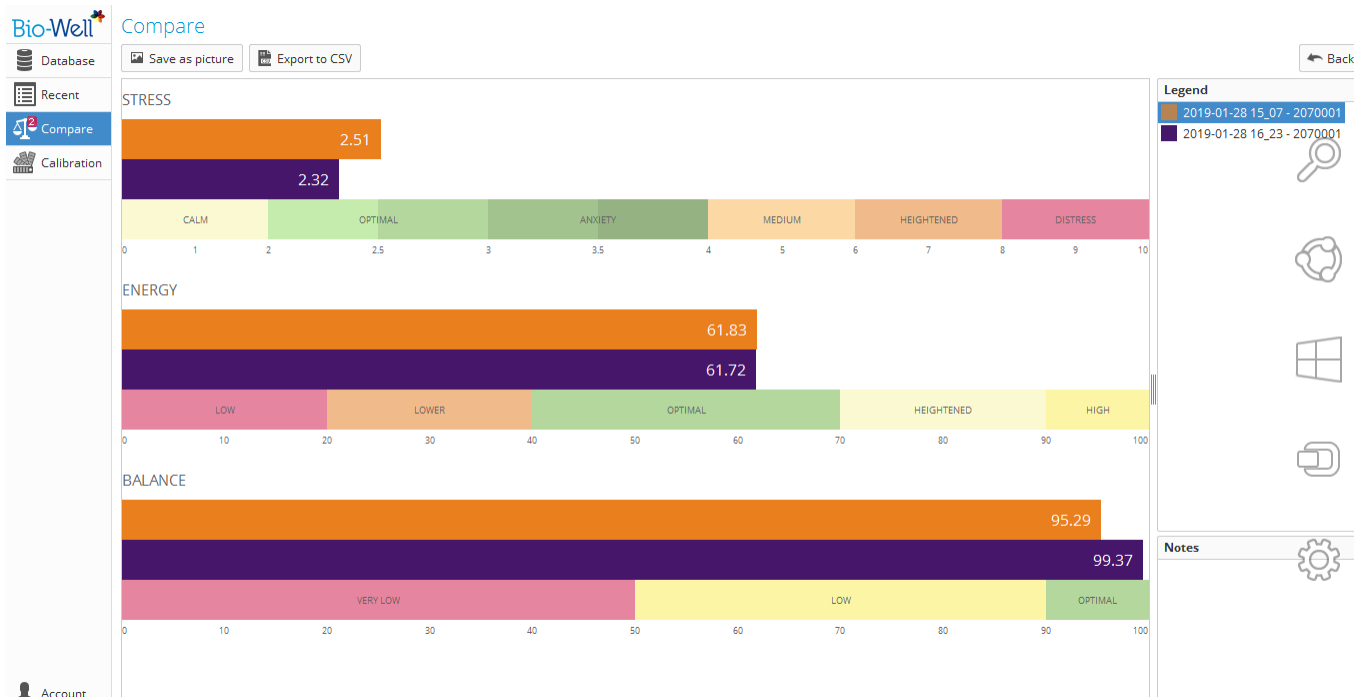 Bio-Well
Compare
Database
Recent
2
Compare
Calibration
Account
Save as picture
Export to CSV
Back
STRESS
2.51
2.32
CALM OPTIMAL ANXIETY MEDIUM HEIGHTENED DISTRESS
0 1 2 2.5 3 3.5 4 5 6 7 8 9 10
ENERGY
61.83
61.72
LOW LOWER OPTIMAL HEIGHTENED HIGH
0 10 20 30 40 50 60 70 80 90 100
BALANCE
95.29
99.37
VERY LOW LOW OPTIMAL
0 10 20 30 40 50 60 70 80 90 100
Legend
2019-01-28 15_07 - 2070001
2019-01-28 16_23 - 2070001
Notes